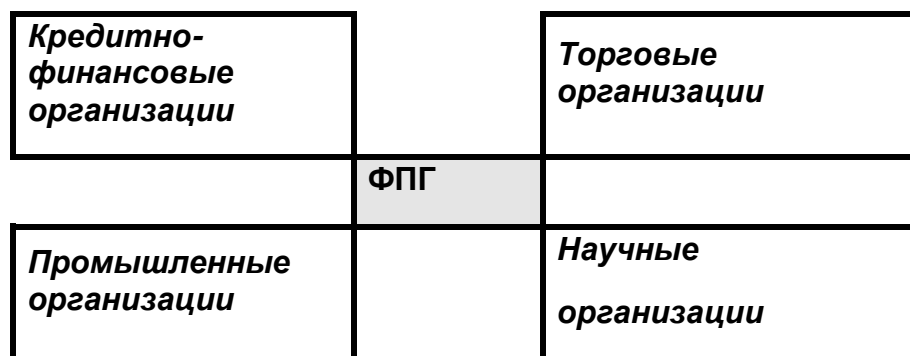 Кредитно-
финансовые
организации
Торговые
организации
ФПГ
Промышленные
организации
Научные
организации